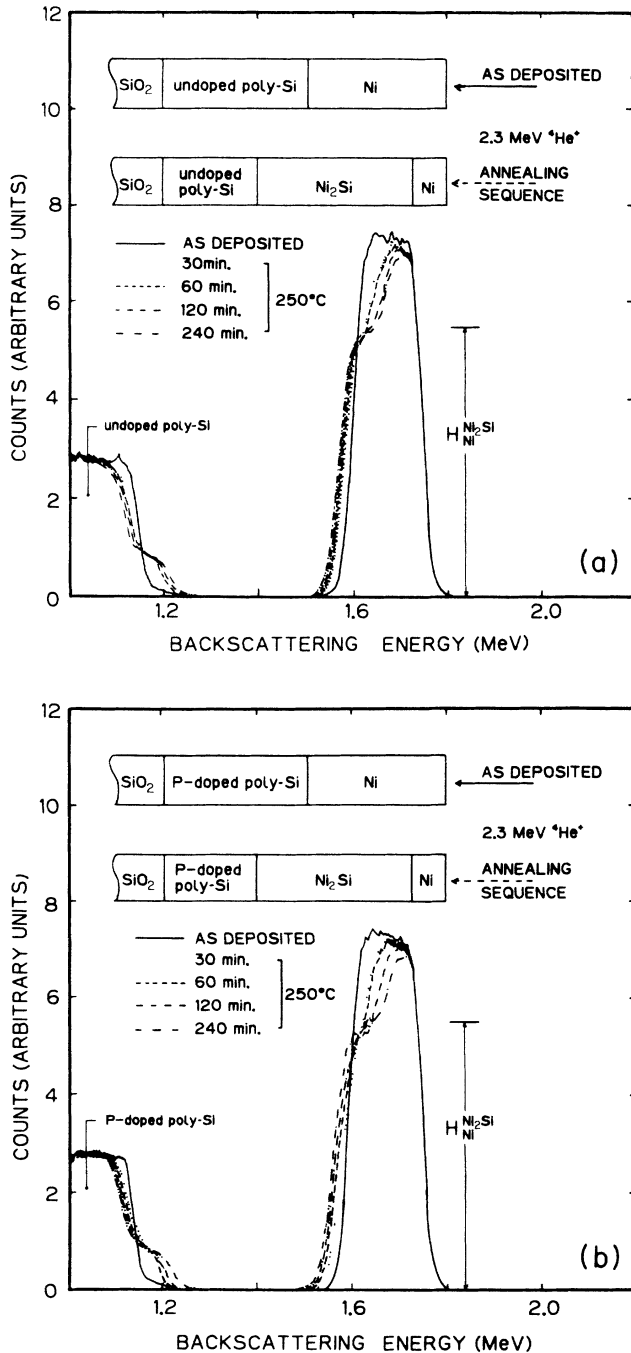 12
10
8
6
4
2
0
COUNTS (ARBITRARY UNITS)
SiO₂ undoped poly-Si Ni
AS DEPOSITED
2.3 MeV ⁴He⁺
SiO₂ undoped poly-Si Ni₂Si Ni
ANNEALING SEQUENCE
AS DEPOSITED
30min.
60 min.
120 min.
240 min.
250°C
undoped poly-Si
H Ni₂Si Ni
(a)
1.2 1.6 2.0
BACKSCATTERING ENERGY (MeV)
12
10
8
6
4
2
0
COUNTS (ARBITRARY UNITS)
SiO₂ P-doped poly-Si Ni
AS DEPOSITED
2.3 MeV ⁴He⁺
SiO₂ P-doped poly-Si Ni₂Si Ni
ANNEALING SEQUENCE
AS DEPOSITED
30 min.
60 min.
120 min.
240 min.
250°C
P-doped poly-Si
H Ni₂Si Ni
(b)
1.2 1.6 2.0
BACKSCATTERING ENERGY (MeV)